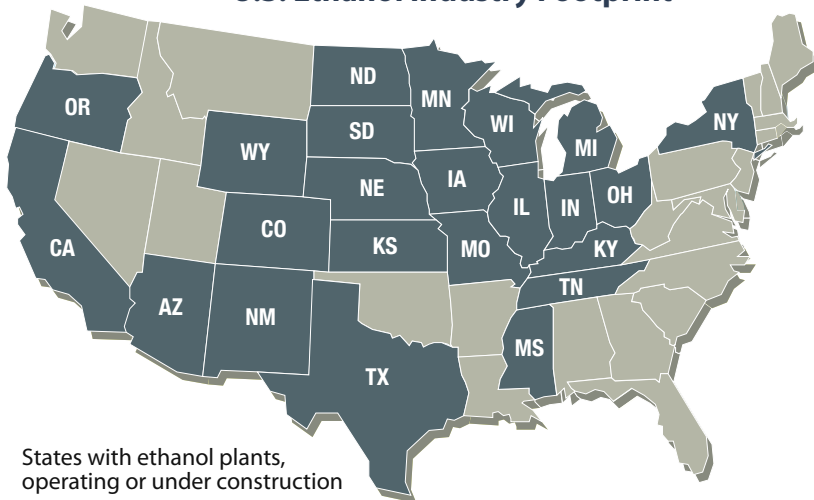 U.S. Ethanol Industry Footprint
ND
MN
OR
WI
NY
SD
MI
WY
IA
NE
OH
IL
IN
CO
CA
KS
MO
KY
TN
AZ
NM
MS
TX
States with ethanol plants,
operating or under construction